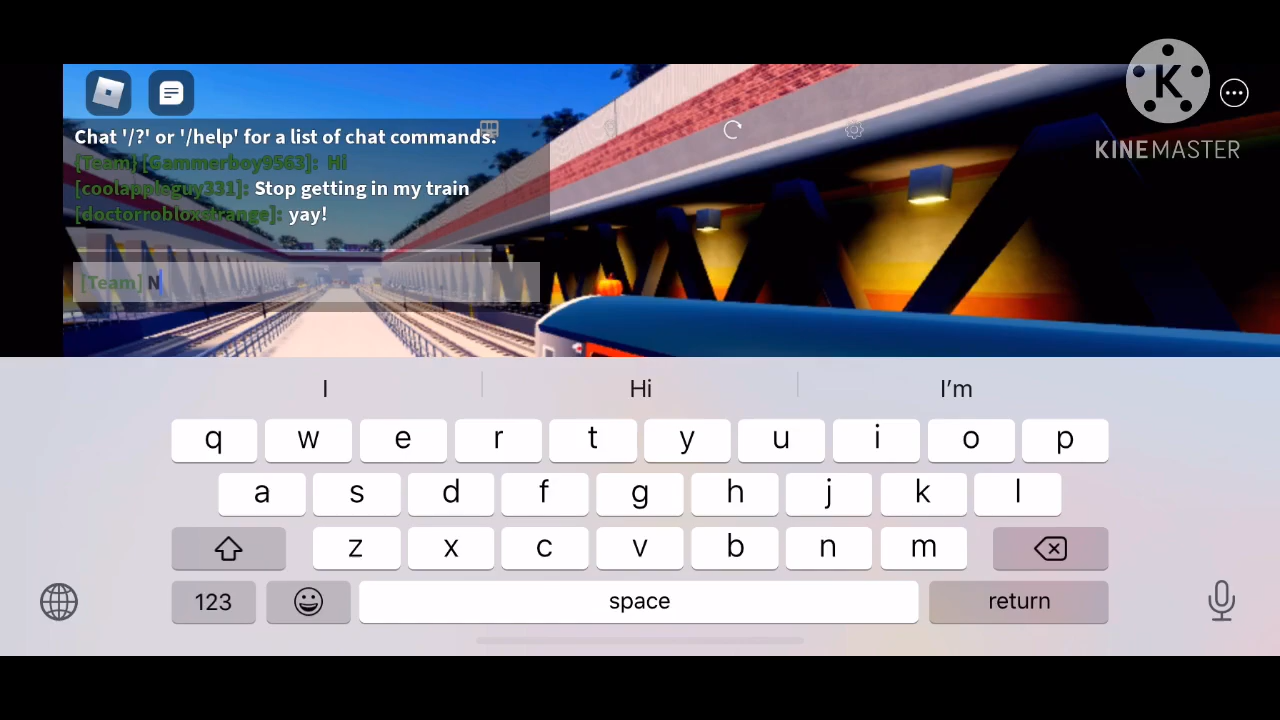 Chat '/?' or '/help' for a list of chat commands.
{Team} [Gammerboy9563]: Hi
[coolappleguy331]: Stop getting in my train
[doctorrobloxstrange]: yay!
[Team] N
K
KINEMASTER
I Hi I’m
q w e r t y u i o p
a s d f g h j k l
z x c v b n m
123 space return